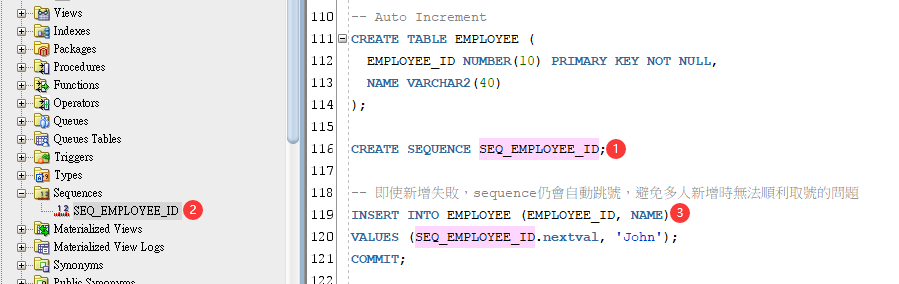 Views
Indexes
Packages
Procedures
Functions
Operators
Queues
Queues Tables
Triggers
Types
Sequences
SEQ_EMPLOYEE_ID 2
Materialized Views
Materialized View Logs
Synonyms
Public Synonyms
110 -- Auto Increment
111 CREATE TABLE EMPLOYEE (
112 EMPLOYEE_ID NUMBER(10) PRIMARY KEY NOT NULL,
113 NAME VARCHAR2(40)
114 );
115
116 CREATE SEQUENCE SEQ_EMPLOYEE_ID; 1
117
118 -- 即使新增失敗，sequence仍會自動跳號，避免多人新增時無法順利取號的問題
119 INSERT INTO EMPLOYEE (EMPLOYEE_ID, NAME) 3
120 VALUES (SEQ_EMPLOYEE_ID.nextval, 'John');
121 COMMIT;
122